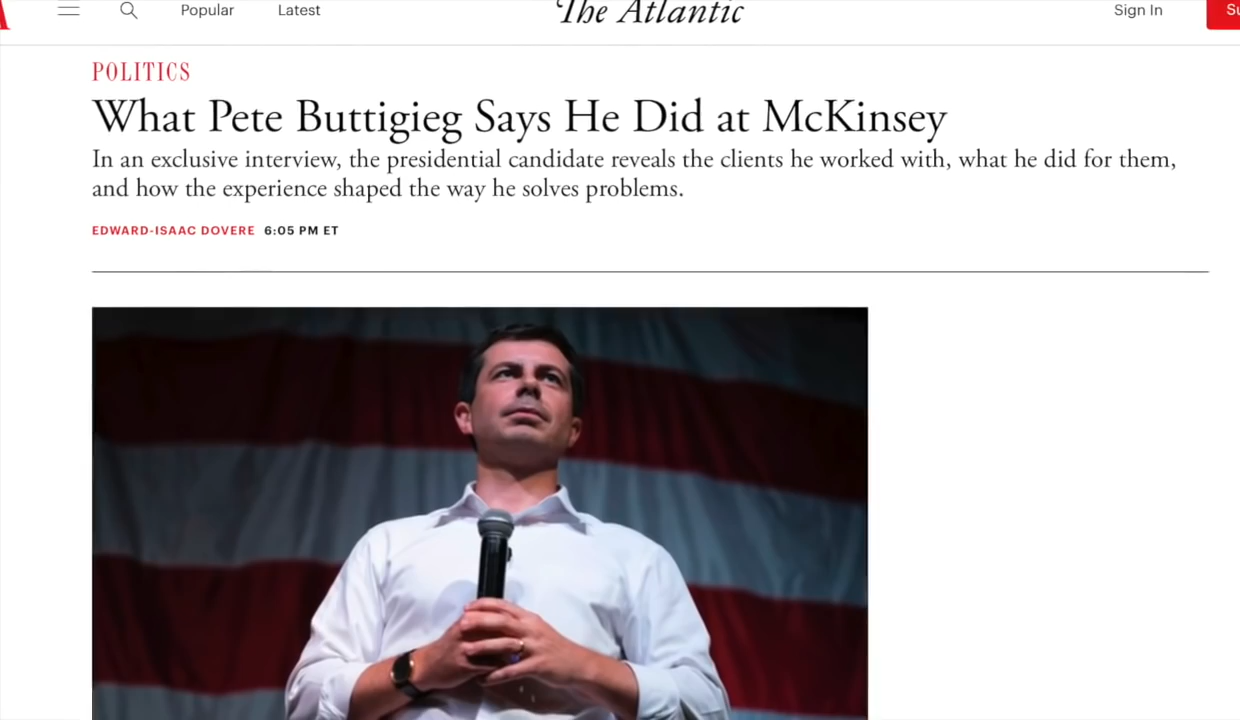 Popular
Latest
The Atlantic
Sign In
POLITICS
What Pete Buttigieg Says He Did at McKinsey
In an exclusive interview, the presidential candidate reveals the clients he worked with, what he did for them,
and how the experience shaped the way he solves problems.
EDWARD-ISAAC DOVERE 6:05 PM ET